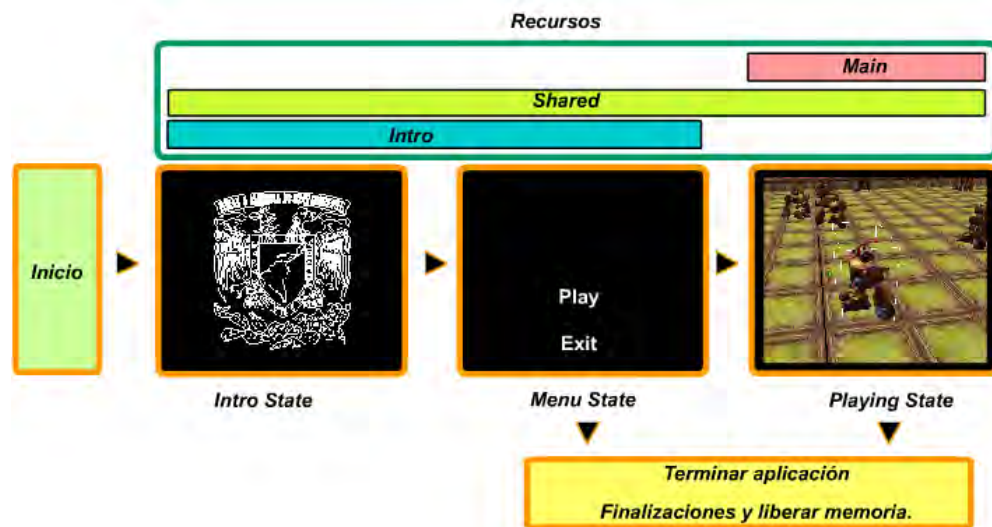 Recursos
Main
Shared
Intro
Inicio
Play
Exit
Intro State
Menu State
Playing State
Terminar aplicación
Finalizaciones y liberar memoria.